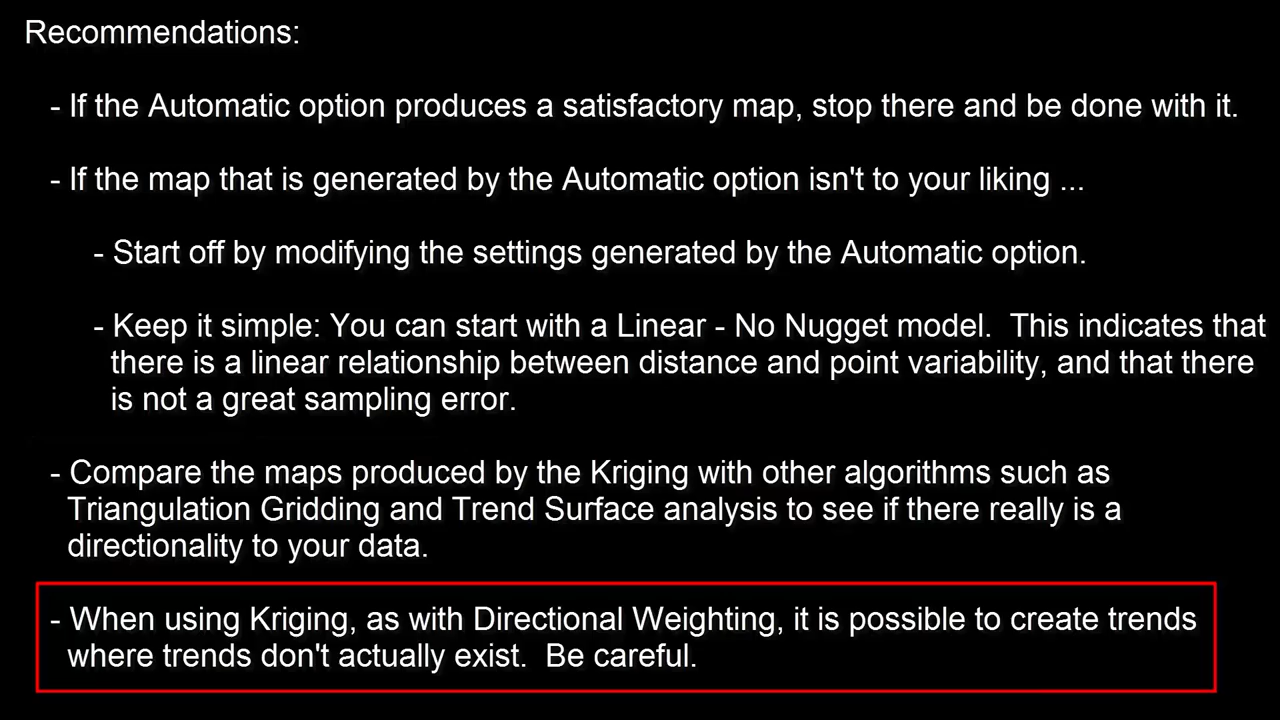 Recommendations:
- If the Automatic option produces a satisfactory map, stop there and be done with it.
- If the map that is generated by the Automatic option isn't to your liking ...
- Start off by modifying the settings generated by the Automatic option.
- Keep it simple: You can start with a Linear - No Nugget model.  This indicates that
there is a linear relationship between distance and point variability, and that there
is not a great sampling error.
- Compare the maps produced by the Kriging with other algorithms such as
Triangulation Gridding and Trend Surface analysis to see if there really is a
directionality to your data.
- When using Kriging, as with Directional Weighting, it is possible to create trends
where trends don't actually exist.  Be careful.